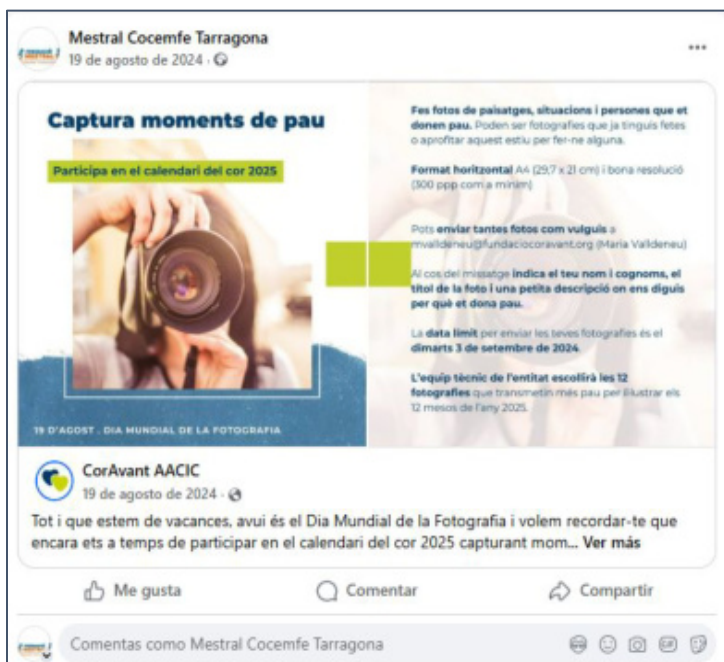 Mestral Cocemfe Tarragona
19 de agosto de 2024 ·
Captura moments de pau
Participa en el calendari del cor 2025
19 D'AGOST . DIA MUNDIAL DE LA FOTOGRAFIA
Fes fotos de paisatges, situacions i persones que et
donen pau. Poden ser fotografies que ja tinguis fetes
o aprofitar aquest estiu per fer-ne alguna.
Format horitzontal A4 (29,7 x 21 cm) i bona resolució
(300 ppp com a mínim)
Pots enviar tantes fotos com vulguis a
mvalldeneu@fundaciocoravant.org (Maria Valldeneu)
Al cos del missatge indica el teu nom i cognoms, el
títol de la foto i una petita descripció on ens diguis
per què et dona pau.
La data límit per enviar les teves fotografies és el
dimarts 3 de setembre de 2024.
L'equip tècnic de l'entitat escollirà les 12
fotografies que transmetin més pau per il·lustrar els
12 mesos de l'any 2025.
CorAvant AACIC
19 de agosto de 2024 ·
Tot i que estem de vacances, avui és el Dia Mundial de la Fotografia i volem recordar-te que
encara ets a temps de participar en el calendari del cor 2025 capturant mom... Ver más
Me gusta
Comentar
Compartir
Comentas como Mestral Cocemfe Tarragona